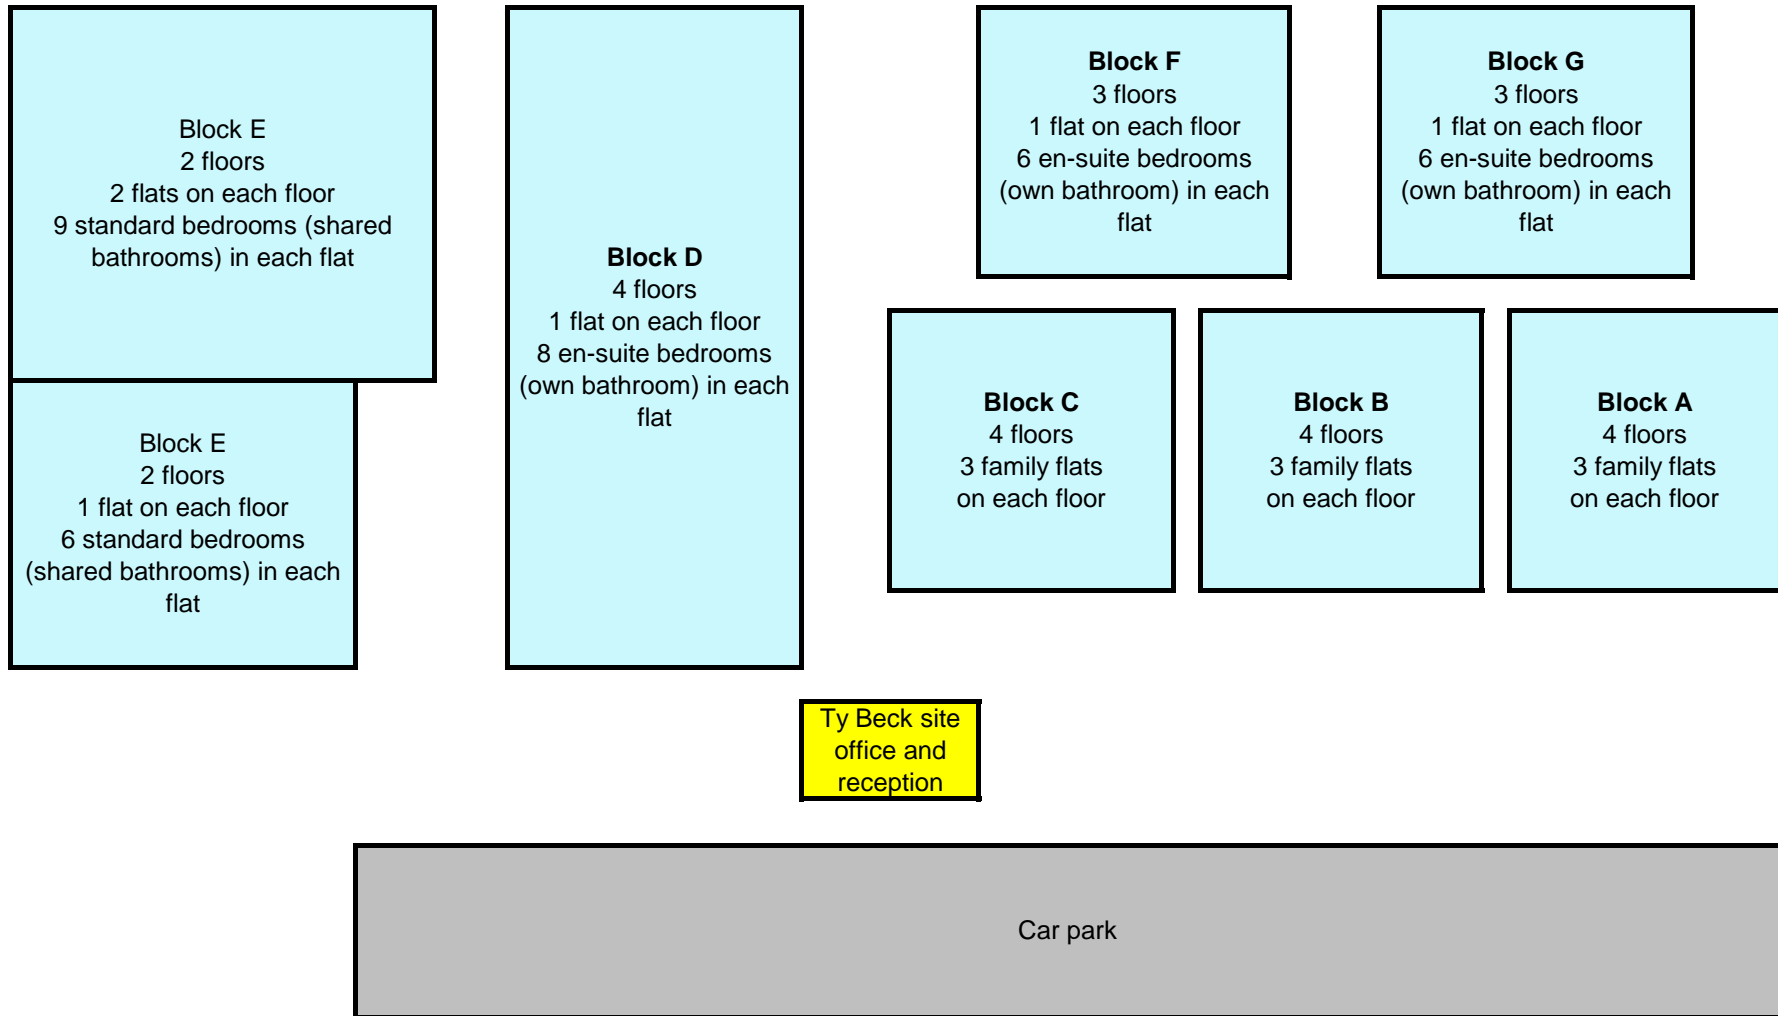 Block E
2 floors
2 flats on each floor
9 standard bedrooms (shared
bathrooms) in each flat
Block E
2 floors
1 flat on each floor
6 standard bedrooms
(shared bathrooms) in each
flat
Block D
4 floors
1 flat on each floor
8 en-suite bedrooms
(own bathroom) in each
flat
Block F
3 floors
1 flat on each floor
6 en-suite bedrooms
(own bathroom) in each
flat
Block G
3 floors
1 flat on each floor
6 en-suite bedrooms
(own bathroom) in each
flat
Block C
4 floors
3 family flats
on each floor
Block B
4 floors
3 family flats
on each floor
Block A
4 floors
3 family flats
on each floor
Ty Beck site
office and
reception
Car park